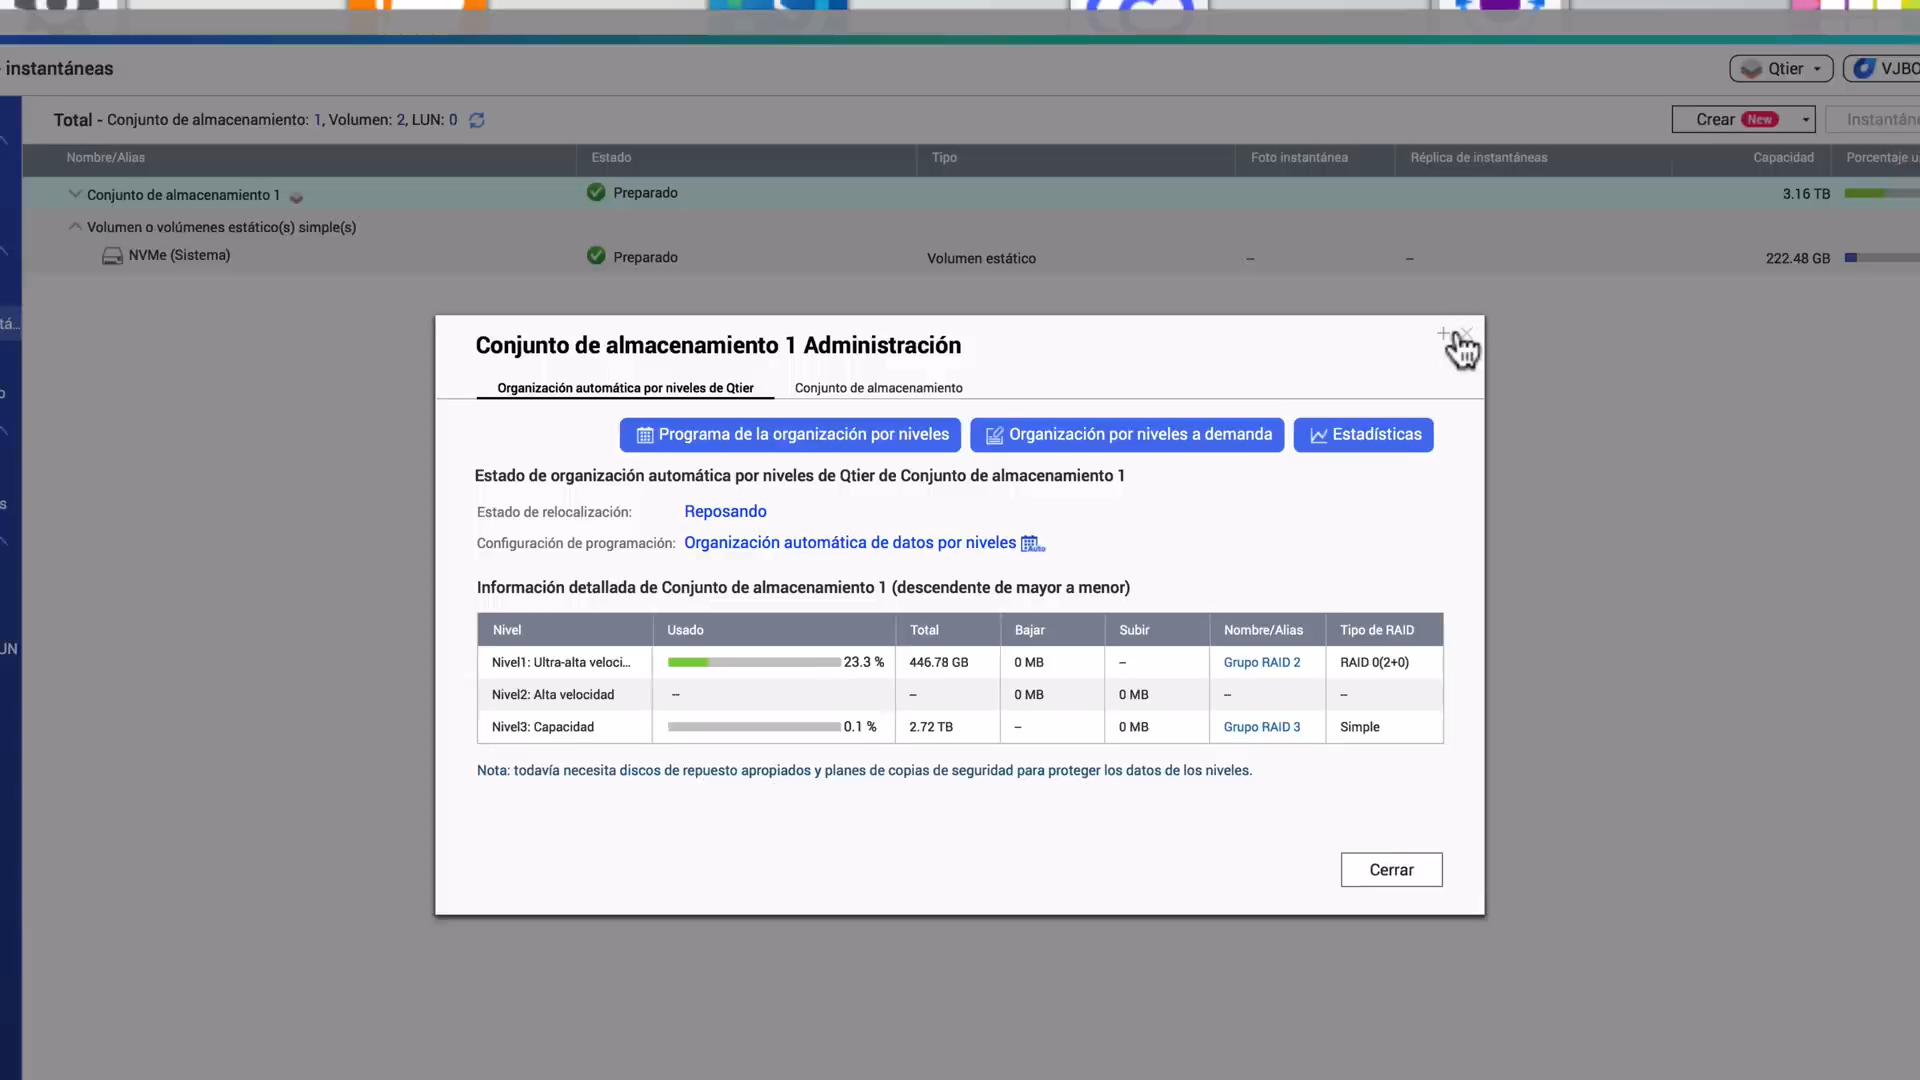 instantáneas
Qtier
Total - Conjunto de almacenamiento: 1, Volumen: 2, LUN: 0
Crear New
Nombre/Alias Estado Tipo Foto instantánea Réplica de instantáneas Capacidad Porcentaje
Conjunto de almacenamiento 1 Preparado 3.16 TB
Volumen o volúmenes estático(s) simple(s)
NVMe (Sistema) Preparado Volumen estático -- -- 222.48 GB
tá...
UN
Conjunto de almacenamiento 1 Administración
Organización automática por niveles de Qtier Conjunto de almacenamiento
Programa de la organización por niveles Organización por niveles a demanda Estadísticas
Estado de organización automática por niveles de Qtier de Conjunto de almacenamiento 1
Estado de relocalización: Reposando
Configuración de programación: Organización automática de datos por niveles Auto
Información detallada de Conjunto de almacenamiento 1 (descendente de mayor a menor)
Nivel Usado Total Bajar Subir Nombre/Alias Tipo de RAID
Nivel1: Ultra-alta veloci... 23.3 % 446.78 GB 0 MB -- Grupo RAID 2 RAID 0(2+0)
Nivel2: Alta velocidad -- -- 0 MB 0 MB -- --
Nivel3: Capacidad 0.1 % 2.72 TB -- 0 MB Grupo RAID 3 Simple
Nota: todavía necesita discos de repuesto apropiados y planes de copias de seguridad para proteger los datos de los niveles.
Cerrar